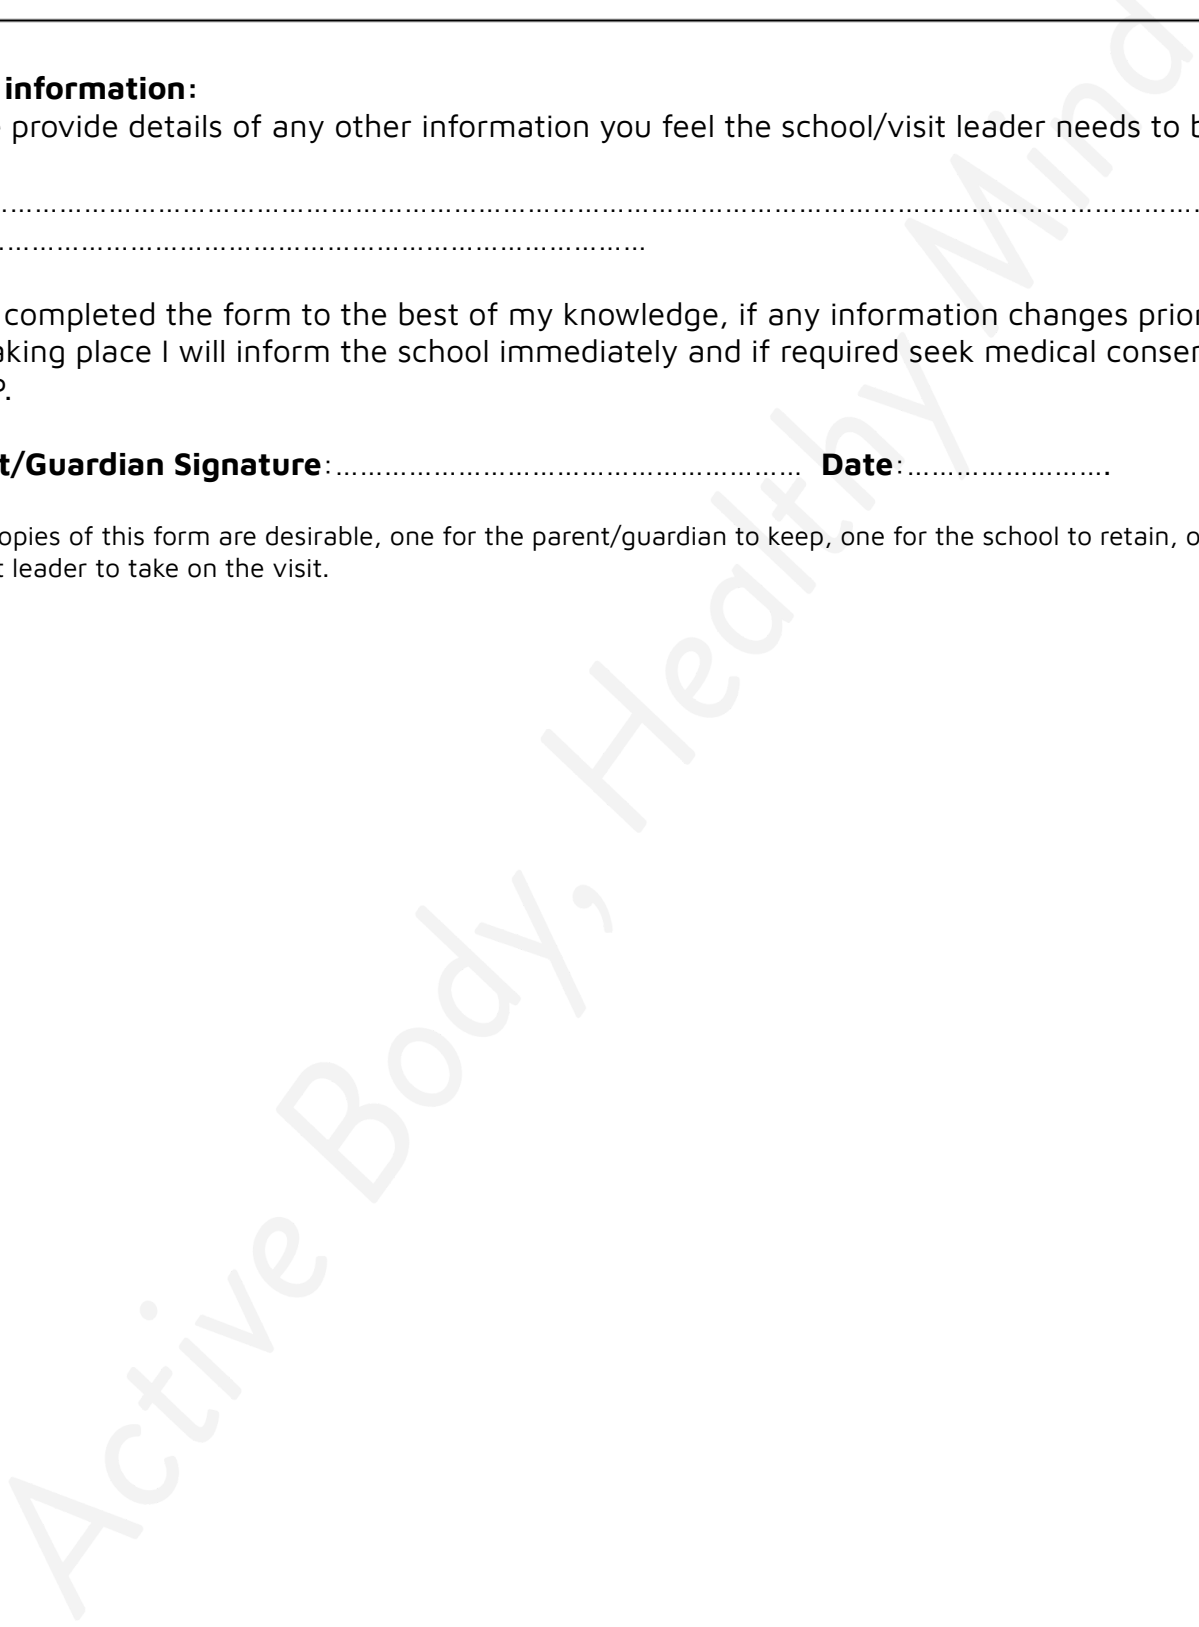 information:
provide details of any other information you feel the school/visit leader needs to b
……………………………………………………………………………………………………………………………………
……………………………………………………………………
completed the form to the best of my knowledge, if any information changes prior
aking place I will inform the school immediately and if required seek medical conser
P.
t/Guardian Signature:………………………………………………… Date:…………………….
opies of this form are desirable, one for the parent/guardian to keep, one for the school to retain, o
t leader to take on the visit.
Active Body, Healthy Mind